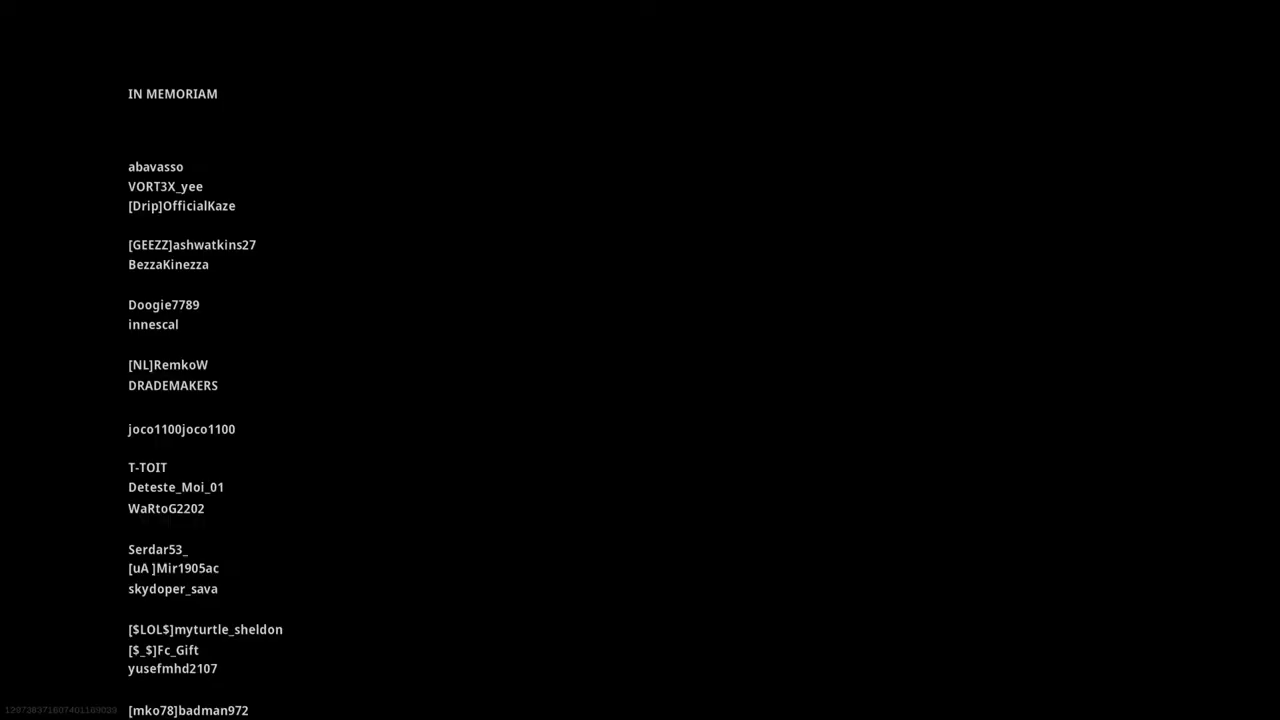 IN MEMORIAM
abavasso
VORT3X_yee
[Drip]OfficialKaze
[GEEZZ]ashwatkins27
BezzaKinezza
Doogie7789
innescal
[NL]RemkoW
DRADEMAKERS
joco1100joco1100
T-TOIT
Deteste_Moi_01
WaRtoG2202
Serdar53_
[uA ]Mir1905ac
skydoper_sava
[$LOL$]myturtle_sheldon
[$_$]Fc_Gift
yusefmhd2107
[mko78]badman972